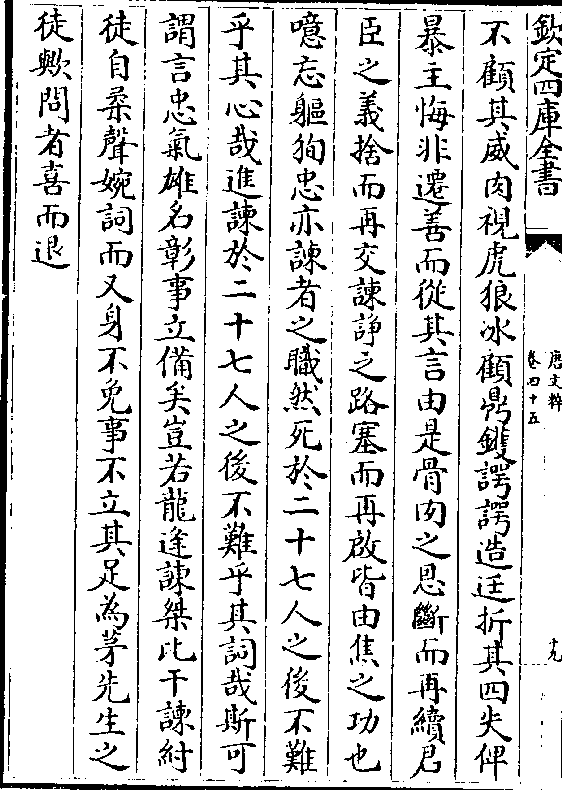 欽定四庫全書
唐文粹
卷四十五
十九
不顧其威肉視虎狼冰顧鼎鑊諤諤造廷折其四失俾
暴主悔非遷善而從其言由是骨肉之恩斷而再續君
臣之義捨而再交諫諍之路塞而再啟皆由焦之功也
噫忘軀狥忠亦諫者之職然死於二十七人之後不難
乎其心哉進諫於二十七人之後不難乎其詞哉斯可
謂言忠氣雄名彰事立備矣豈若龍逢諫桀比干諫紂
徒自柔聲婉詞而又身不免事不立其足為茅先生之
徒歟問者喜而退